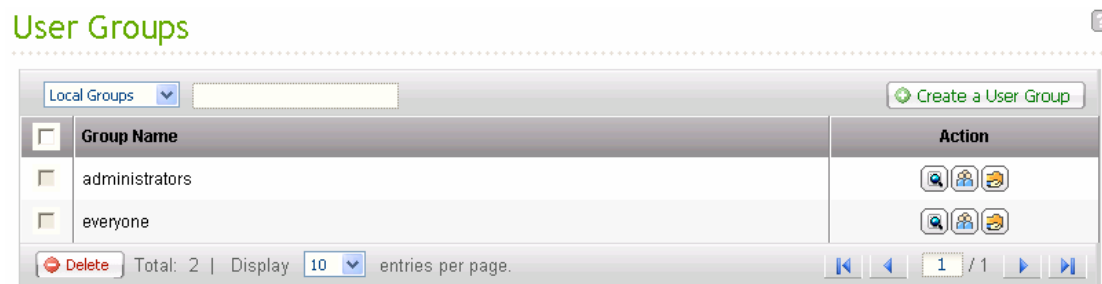 User Groups
?
Local Groups Create a User Group
Group Name Action
administrators
everyone
Delete Total: 2 | Display 10 entries per page. 1 / 1